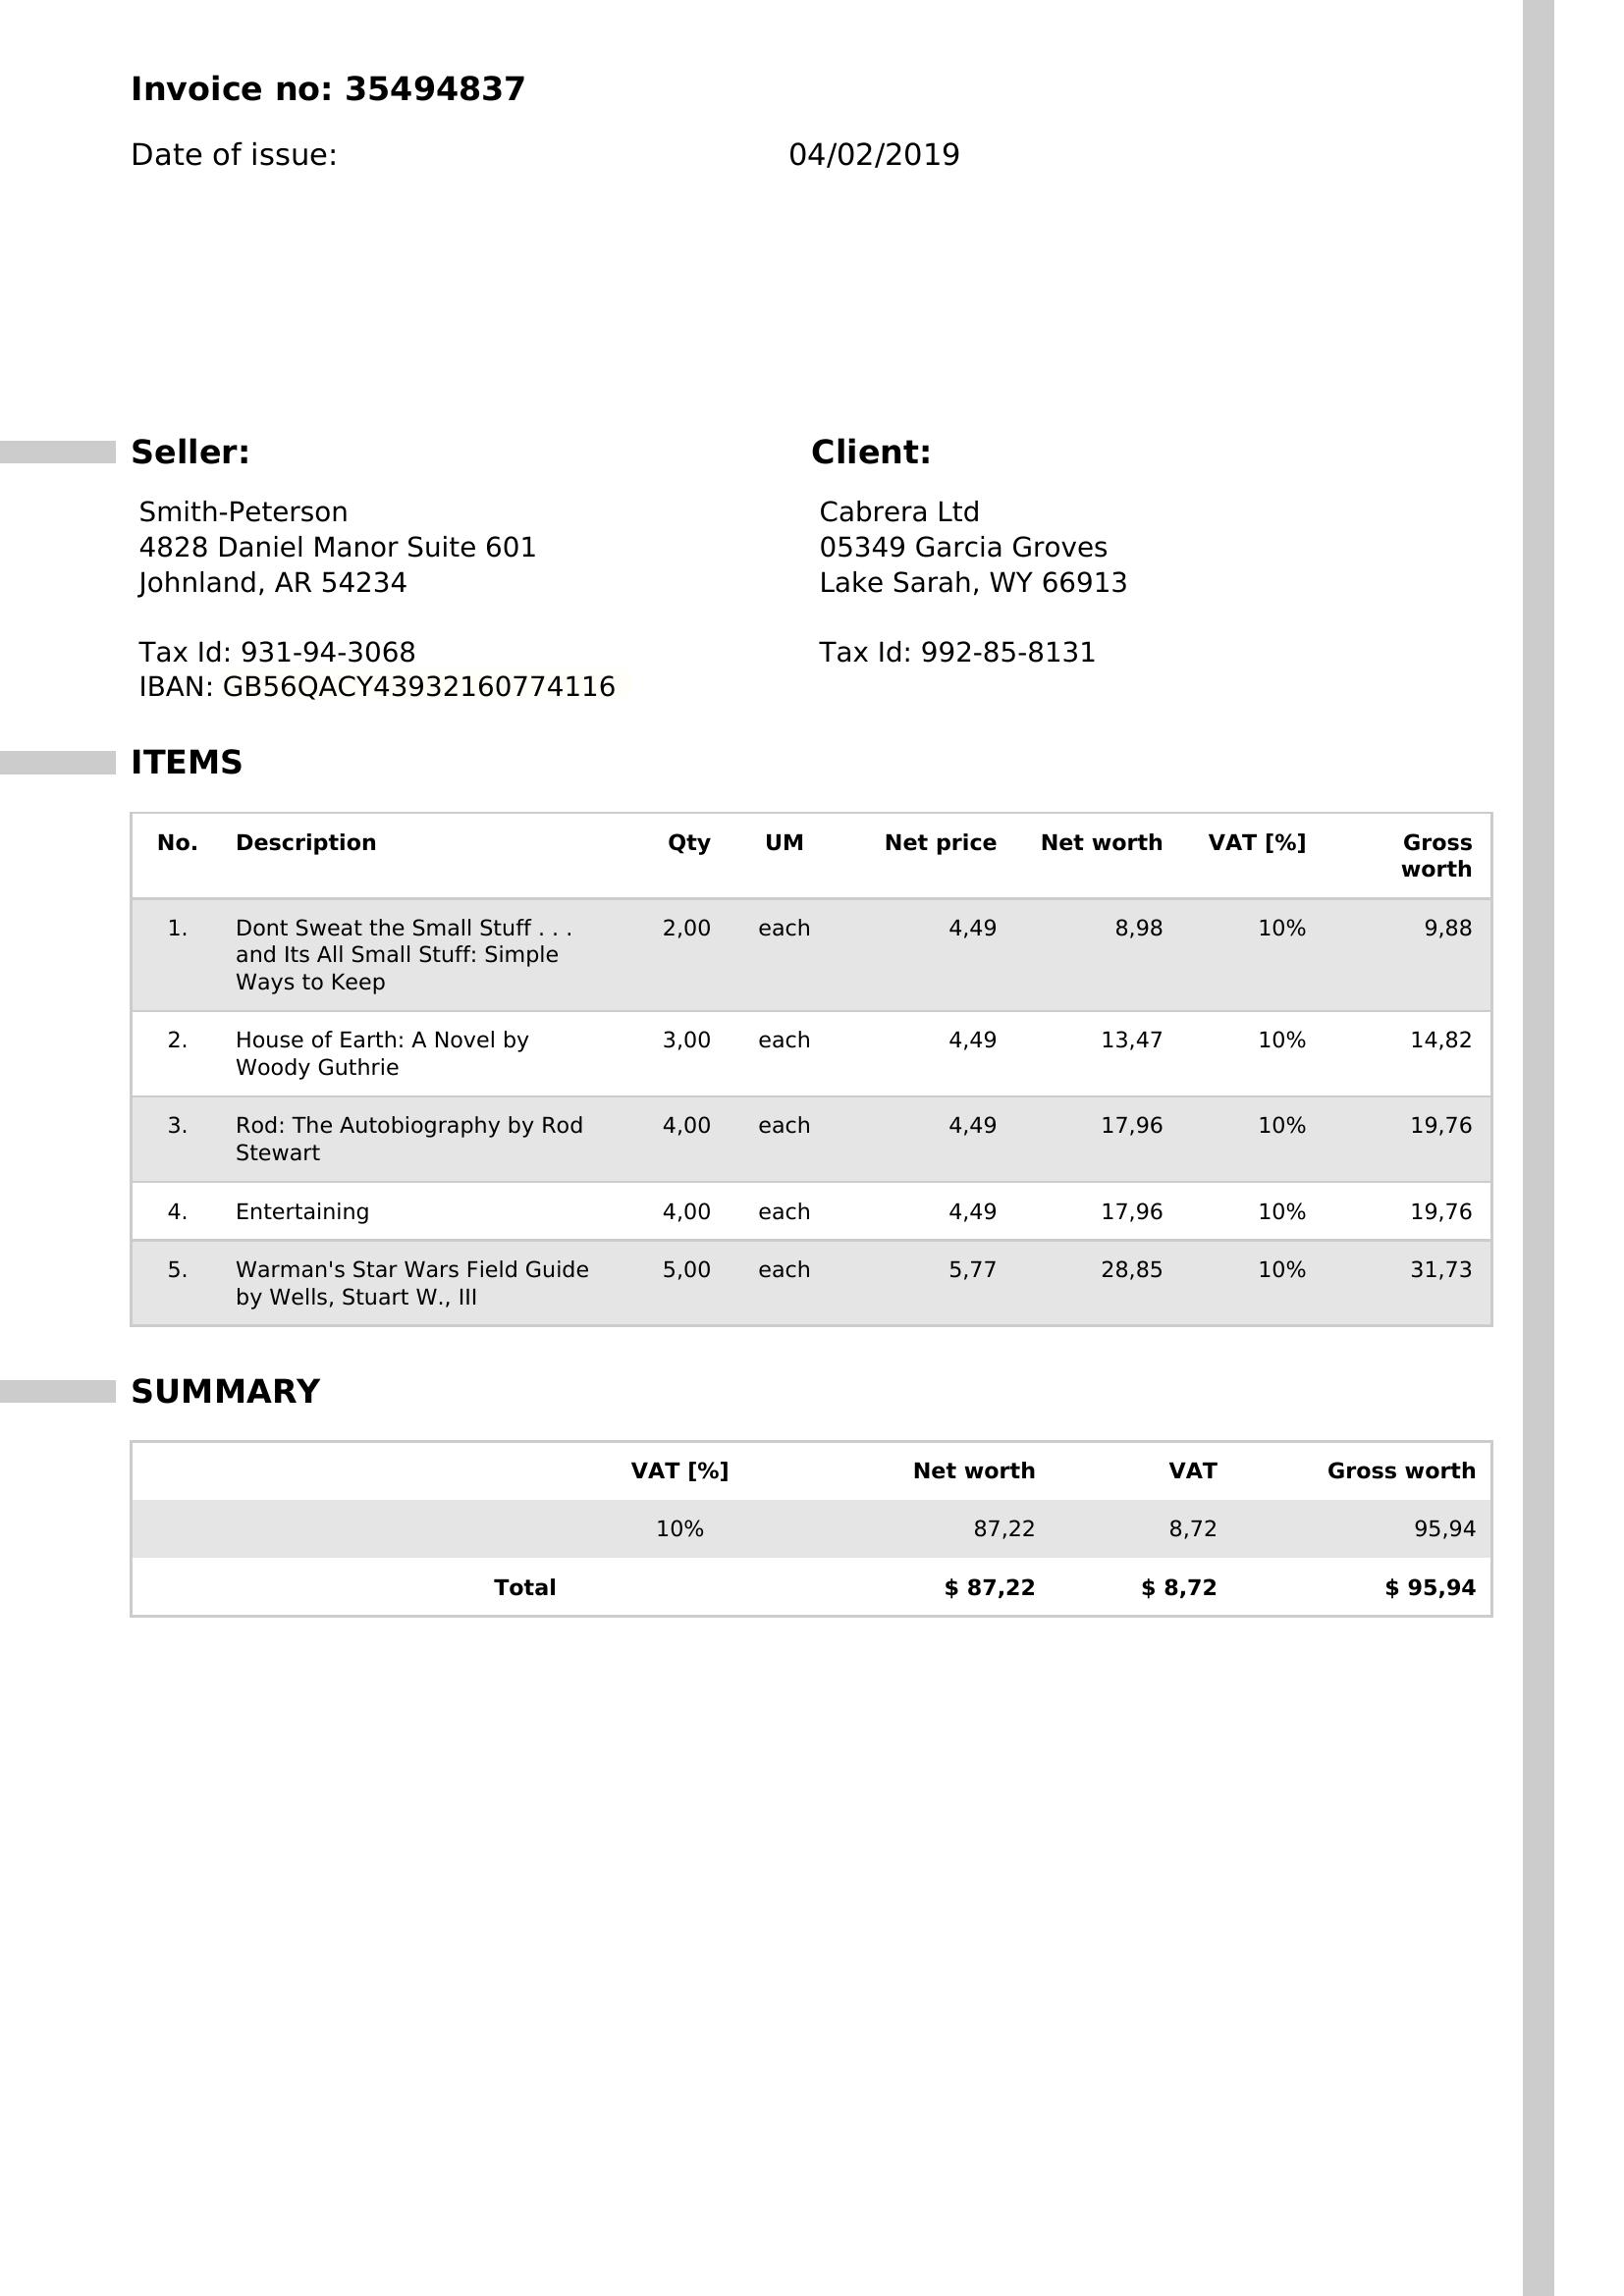 Invoice no: 35494837
Date of issue: 04/02/2019
Seller:
Smith-Peterson
4828 Daniel Manor Suite 601
Johnland, AR 54234
Tax Id: 931-94-3068
IBAN: GB56QACY43932160774116
Client:
Cabrera Ltd
05349 Garcia Groves
Lake Sarah, WY 66913
Tax Id: 992-85-8131
ITEMS
No. Description Qty UM Net price Net worth VAT [%] Gross
worth
1. Dont Sweat the Small Stuff . . . 2,00 each 4,49 8,98 10% 9,88
and Its All Small Stuff: Simple
Ways to Keep
2. House of Earth: A Novel by 3,00 each 4,49 13,47 10% 14,82
Woody Guthrie
3. Rod: The Autobiography by Rod 4,00 each 4,49 17,96 10% 19,76
Stewart
4. Entertaining 4,00 each 4,49 17,96 10% 19,76
5. Warman's Star Wars Field Guide 5,00 each 5,77 28,85 10% 31,73
by Wells, Stuart W., III
SUMMARY
VAT [%] Net worth VAT Gross worth
10% 87,22 8,72 95,94
Total $ 87,22 $ 8,72 $ 95,94